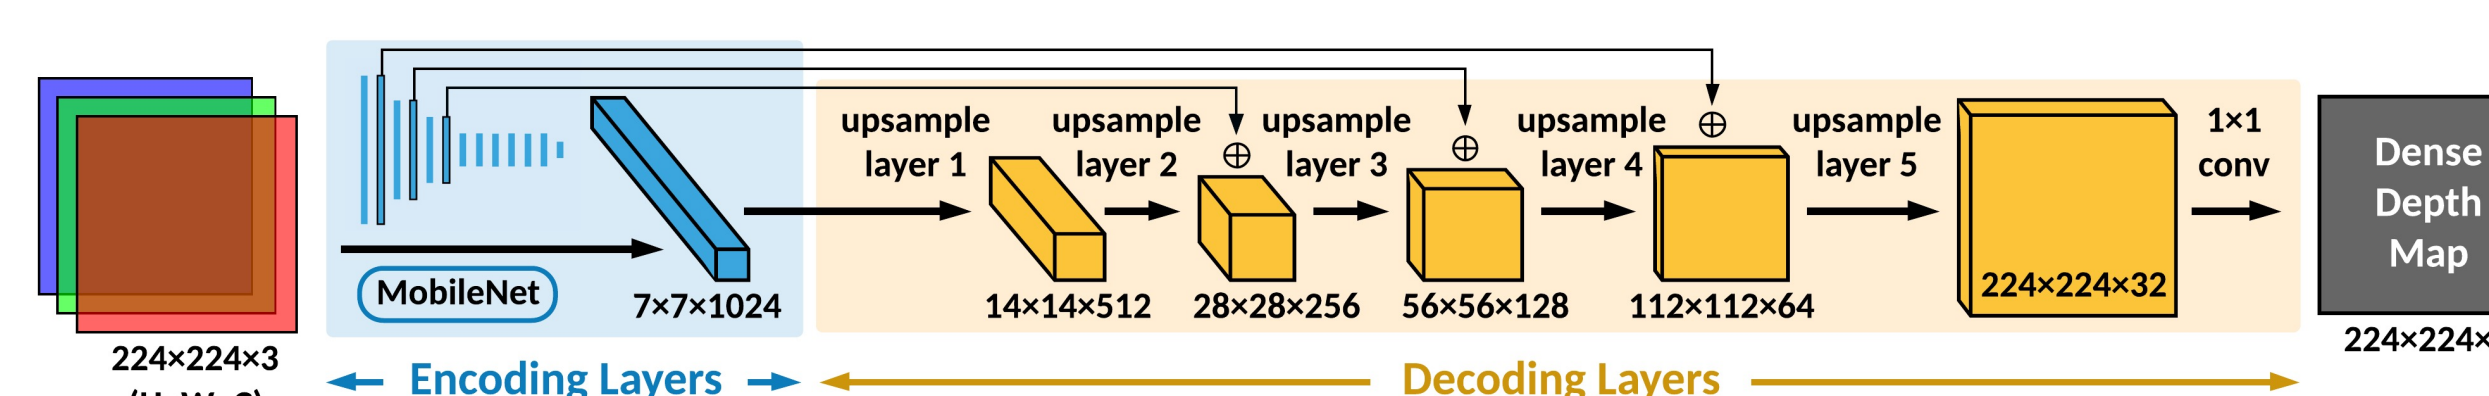 upsample layer 1
upsample layer 2
upsample layer 3
upsample layer 4
upsample layer 5
1×1 conv
Dense
Depth
Map
MobileNet
7×7×1024
14×14×512
28×28×256
56×56×128
112×112×64
224×224×32
224×224×3
224×224×
Encoding Layers
Decoding Layers